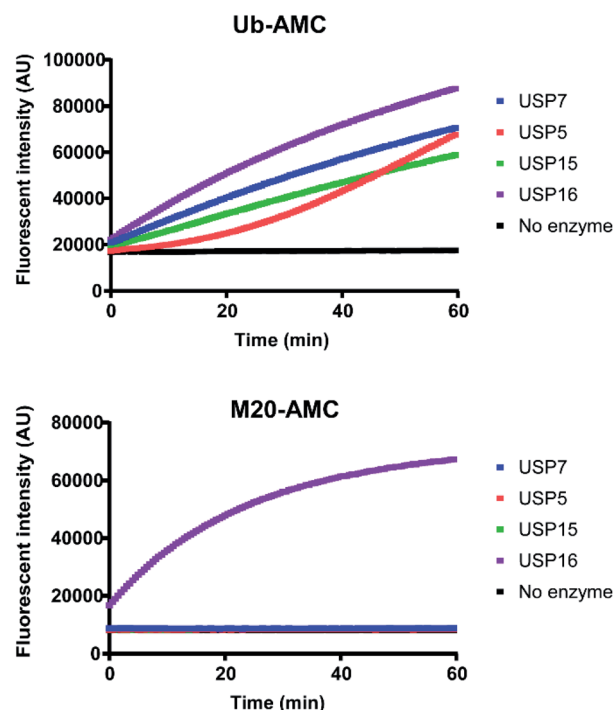 Ub-AMC
Fluorescent intensity (AU)
100000
80000
60000
40000
20000
0
0 20 40 60
Time (min)
USP7
USP5
USP15
USP16
No enzyme
M20-AMC
Fluorescent intensity (AU)
80000
60000
40000
20000
0
0 20 40 60
Time (min)
USP7
USP5
USP15
USP16
No enzyme